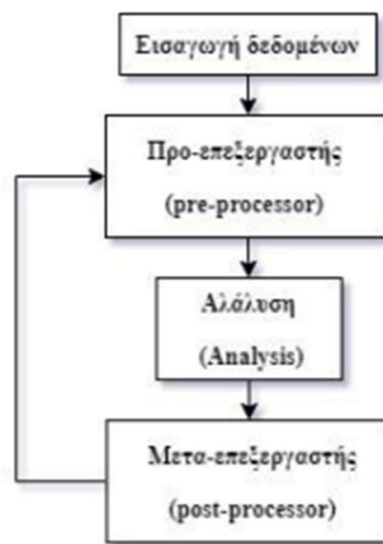 Εισαγωγή δεδομένων
Προ-επεξεργαστής
(pre-processor)
Αλάλυση
(Analysis)
Μετα-επεξεργαστής
(post-processor)